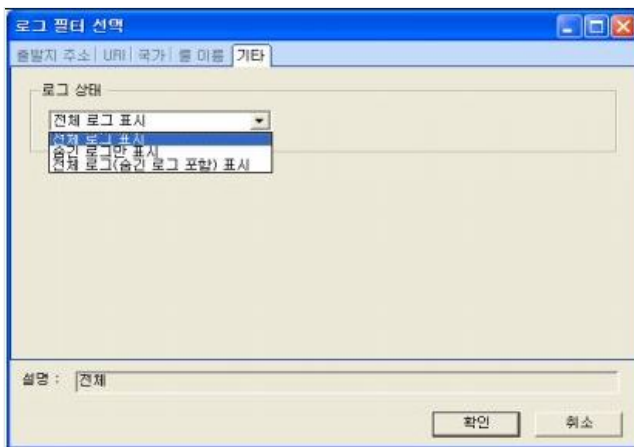 로그 필터 선택
출발지 주소 | URI | 국가 | 룰 이름 | 기타
로그 상태
전체 로그 표시
전체 로그 표시
숨긴 로그만 표시
전체 로그(숨긴 로그 포함) 표시
설명 : 전체
확인 취소